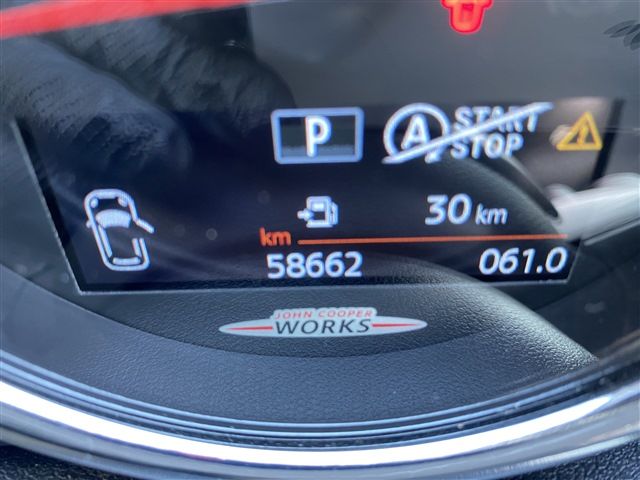 P
A START
STOP
30 km
km
58662 061.0
JOHN COOPER
WORKS